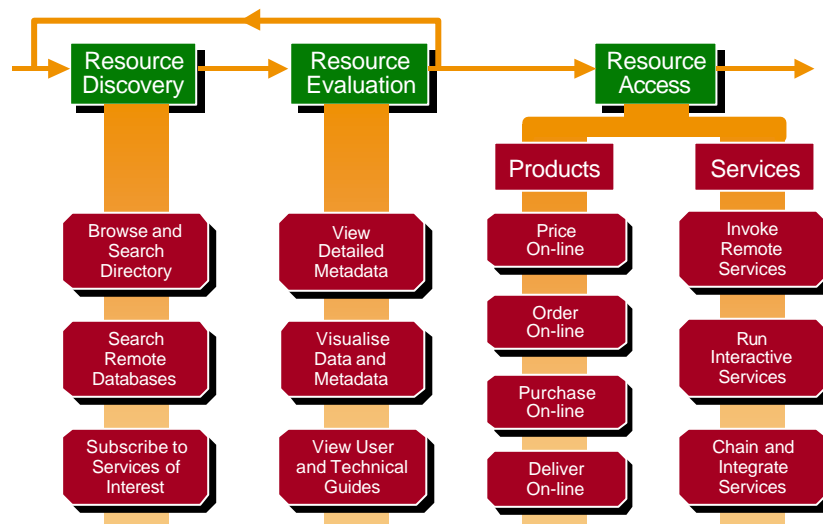 Resource
Discovery
Resource
Evaluation
Resource
Access
Products
Services
Browse and
Search
Directory
Search
Remote
Databases
Subscribe to
Services of
Interest
View
Detailed
Metadata
Visualise
Data and
Metadata
View User
and Technical
Guides
Price
On-line
Order
On-line
Purchase
On-line
Deliver
On-line
Invoke
Remote
Services
Run
Interactive
Services
Chain and
Integrate
Services